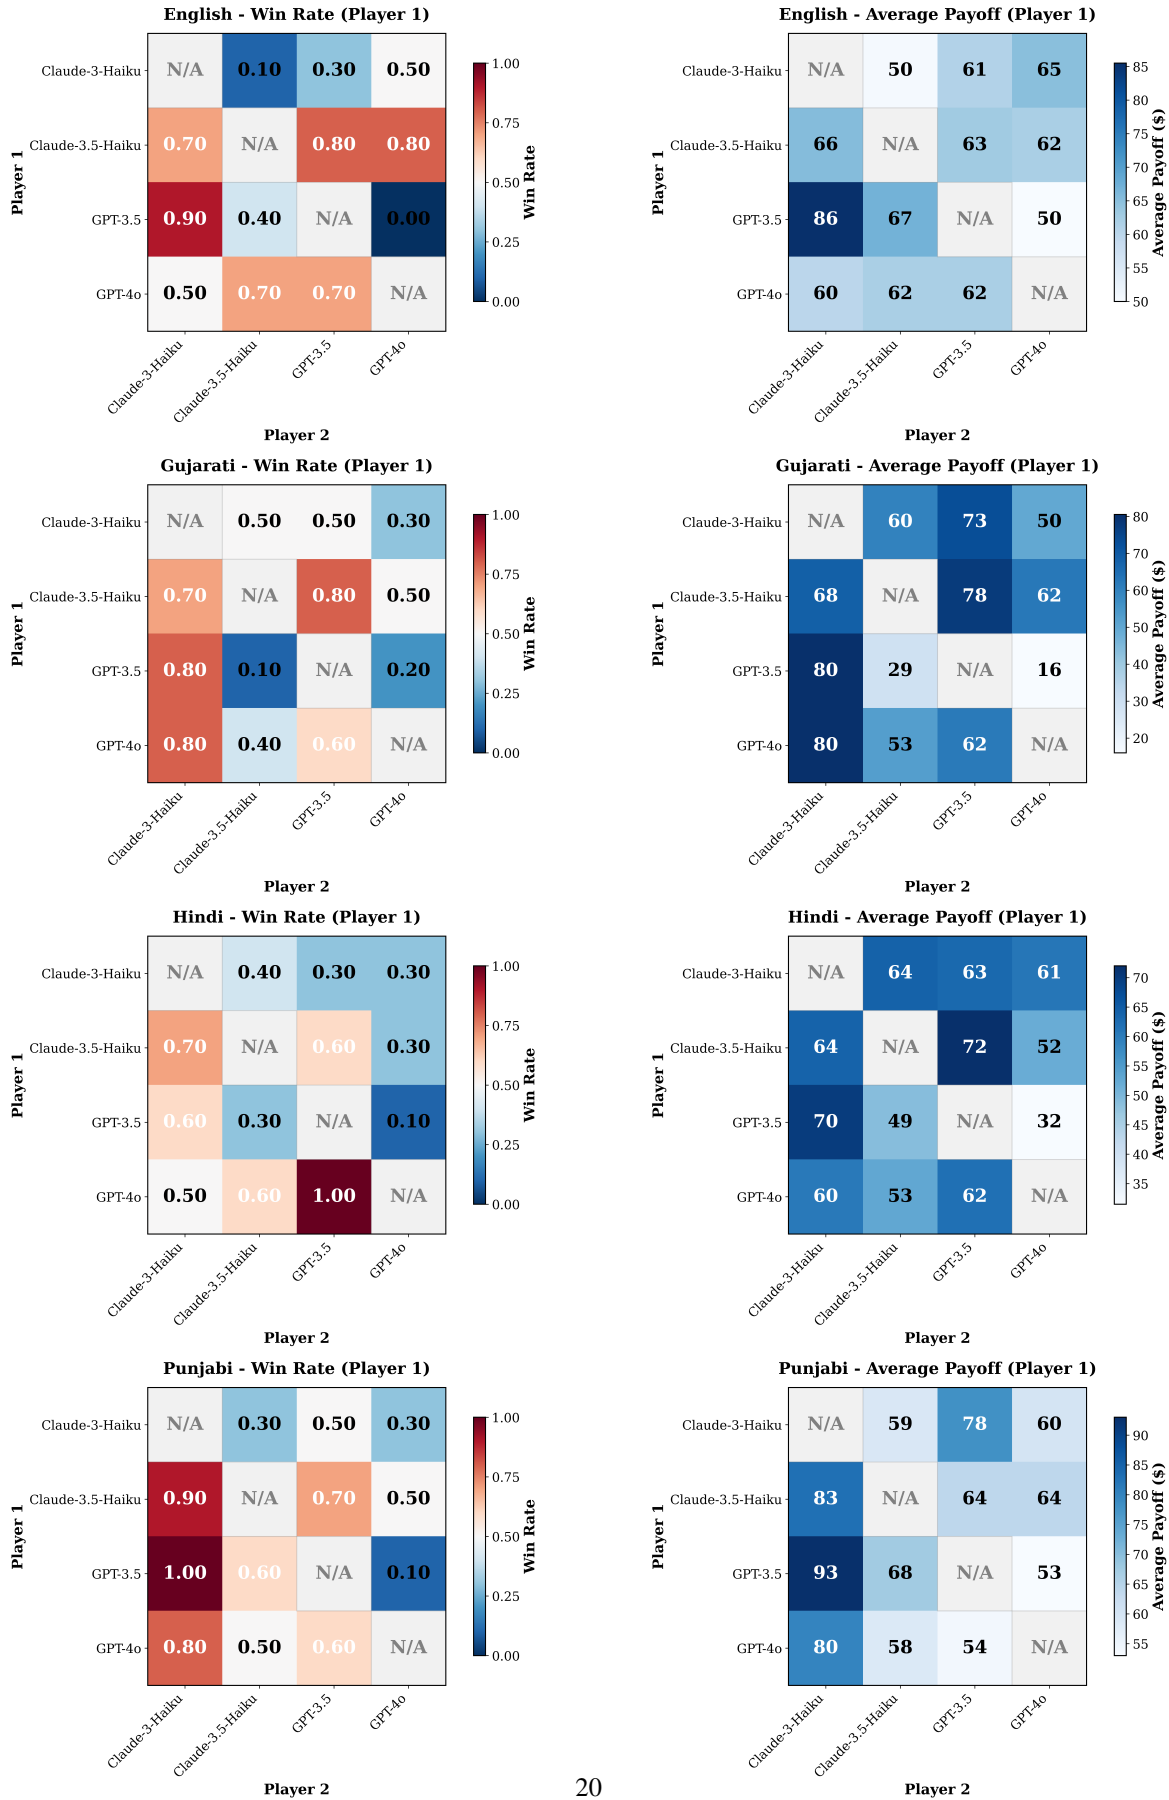 English - Win Rate (Player 1)
Player 1
Claude-3-Haiku N/A 0.10 0.30 0.50
Claude-3.5-Haiku 0.70 N/A 0.80 0.80
GPT-3.5 0.90 0.40 N/A 0.00
GPT-4o 0.50 0.70 0.70 N/A
Claude-3-Haiku Claude-3.5-Haiku GPT-3.5 GPT-4o
Player 2
1.00
0.75
0.50
0.25
0.00
Win Rate
English - Average Payoff (Player 1)
Player 1
Claude-3-Haiku N/A 50 61 65
Claude-3.5-Haiku 66 N/A 63 62
GPT-3.5 86 67 N/A 50
GPT-4o 60 62 62 N/A
Claude-3-Haiku Claude-3.5-Haiku GPT-3.5 GPT-4o
Player 2
85
80
75
70
65
60
55
50
Average Payoff ($)
Gujarati - Win Rate (Player 1)
Player 1
Claude-3-Haiku N/A 0.50 0.50 0.30
Claude-3.5-Haiku 0.70 N/A 0.80 0.50
GPT-3.5 0.80 0.10 N/A 0.20
GPT-4o 0.80 0.40 0.60 N/A
Claude-3-Haiku Claude-3.5-Haiku GPT-3.5 GPT-4o
Player 2
1.00
0.75
0.50
0.25
0.00
Win Rate
Gujarati - Average Payoff (Player 1)
Player 1
Claude-3-Haiku N/A 60 73 50
Claude-3.5-Haiku 68 N/A 78 62
GPT-3.5 80 29 N/A 16
GPT-4o 80 53 62 N/A
Claude-3-Haiku Claude-3.5-Haiku GPT-3.5 GPT-4o
Player 2
80
70
60
50
40
30
20
Average Payoff ($)
Hindi - Win Rate (Player 1)
Player 1
Claude-3-Haiku N/A 0.40 0.30 0.30
Claude-3.5-Haiku 0.70 N/A 0.60 0.30
GPT-3.5 0.60 0.30 N/A 0.10
GPT-4o 0.50 0.60 1.00 N/A
Claude-3-Haiku Claude-3.5-Haiku GPT-3.5 GPT-4o
Player 2
1.00
0.75
0.50
0.25
0.00
Win Rate
Hindi - Average Payoff (Player 1)
Player 1
Claude-3-Haiku N/A 64 63 61
Claude-3.5-Haiku 64 N/A 72 52
GPT-3.5 70 49 N/A 32
GPT-4o 60 53 62 N/A
Claude-3-Haiku Claude-3.5-Haiku GPT-3.5 GPT-4o
Player 2
70
65
60
55
50
45
40
35
Average Payoff ($)
Punjabi - Win Rate (Player 1)
Player 1
Claude-3-Haiku N/A 0.30 0.50 0.30
Claude-3.5-Haiku 0.90 N/A 0.70 0.50
GPT-3.5 1.00 0.60 N/A 0.10
GPT-4o 0.80 0.50 0.60 N/A
Claude-3-Haiku Claude-3.5-Haiku GPT-3.5 GPT-4o
Player 2
1.00
0.75
0.50
0.25
0.00
Win Rate
Punjabi - Average Payoff (Player 1)
Player 1
Claude-3-Haiku N/A 59 78 60
Claude-3.5-Haiku 83 N/A 64 64
GPT-3.5 93 68 N/A 53
GPT-4o 80 58 54 N/A
Claude-3-Haiku Claude-3.5-Haiku GPT-3.5 GPT-4o
Player 2
90
85
80
75
70
65
60
55
Average Payoff ($)
20